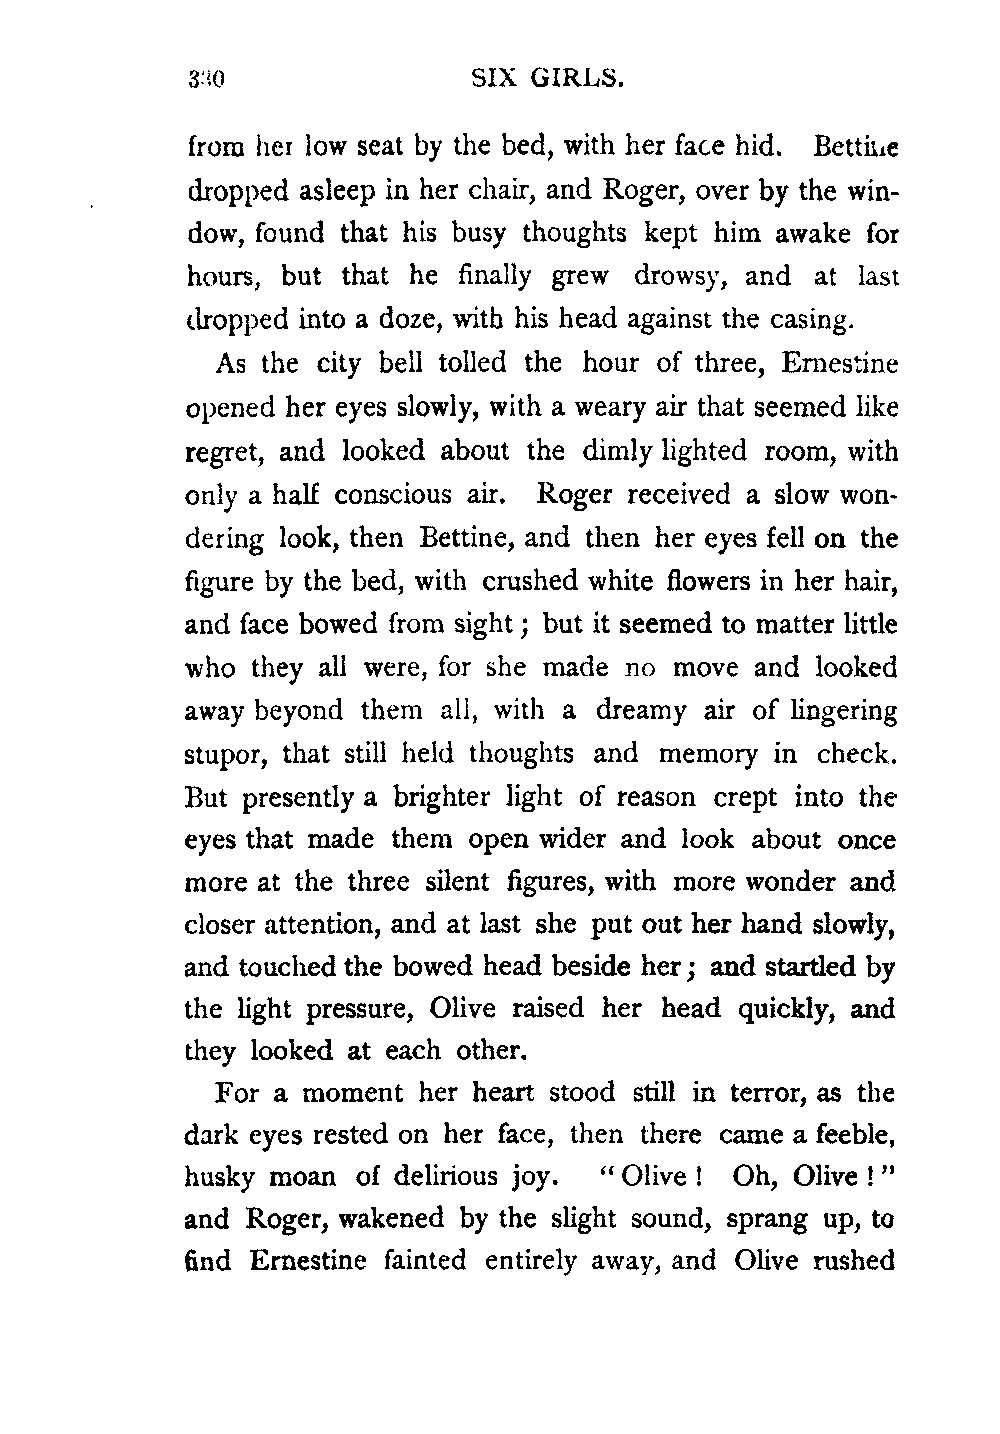 330 SIX GIRLS.
from her low seat by the bed, with her face hid. Bettine
dropped asleep in her chair, and Roger, over by the win-
dow, found that his busy thoughts kept him awake for
hours, but that he finally grew drowsy, and at last
dropped into a doze, with his head against the casing.
As the city bell tolled the hour of three, Ernestine
opened her eyes slowly, with a weary air that seemed like
regret, and looked about the dimly lighted room, with
only a half conscious air. Roger received a slow won-
dering look, then Bettine, and then her eyes fell on the
figure by the bed, with crushed white flowers in her hair,
and face bowed from sight; but it seemed to matter little
who they all were, for she made no move and looked
away beyond them all, with a dreamy air of lingering
stupor, that still held thoughts and memory in check.
But presently a brighter light of reason crept into the
eyes that made them open wider and look about once
more at the three silent figures, with more wonder and
closer attention, and at last she put out her hand slowly,
and touched the bowed head beside her; and startled by
the light pressure, Olive raised her head quickly, and
they looked at each other.
For a moment her heart stood still in terror, as the
dark eyes rested on her face, then there came a feeble,
husky moan of delirious joy. "Olive! Oh, Olive!"
and Roger, wakened by the slight sound, sprang up, to
find Ernestine fainted entirely away, and Olive rushed